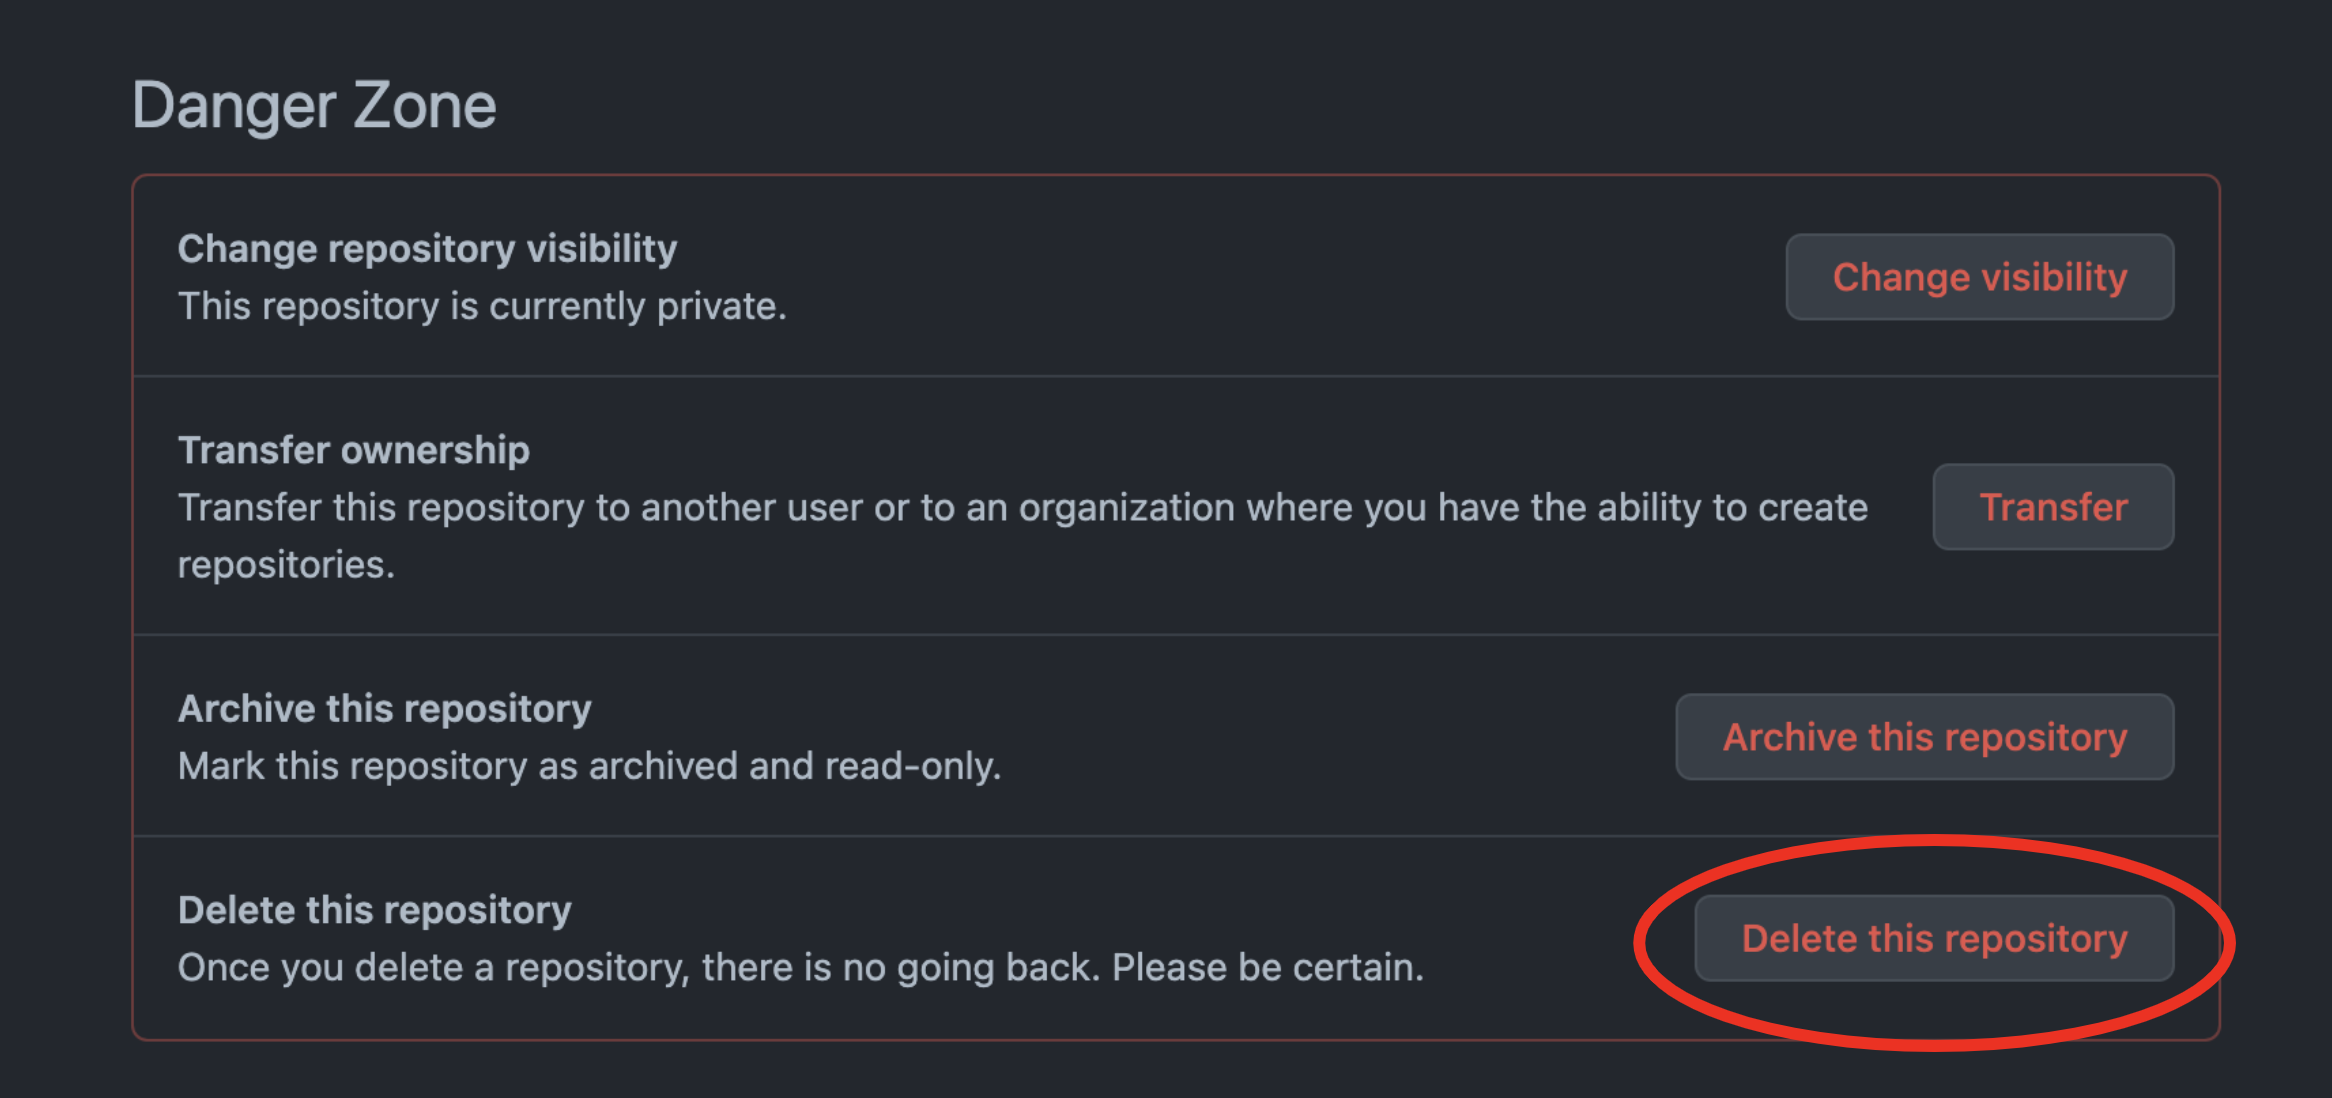 Danger Zone
Change repository visibility
This repository is currently private.
Change visibility
Transfer ownership
Transfer this repository to another user or to an organization where you have the ability to create
repositories.
Transfer
Archive this repository
Mark this repository as archived and read-only.
Archive this repository
Delete this repository
Once you delete a repository, there is no going back. Please be certain.
Delete this repository